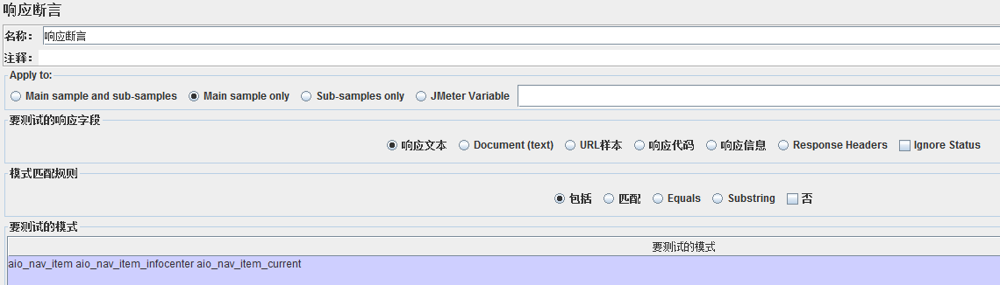 响应断言
名称： 响应断言
注释：
Apply to:
Main sample and sub-samples Main sample only Sub-samples only JMeter Variable
要测试的响应字段
响应文本 Document (text) URL样本 响应代码 响应信息 Response Headers Ignore Status
模式匹配规则
包括 匹配 Equals Substring 否
要测试的模式
要测试的模式
aio_nav_item aio_nav_item_infocenter aio_nav_item_current